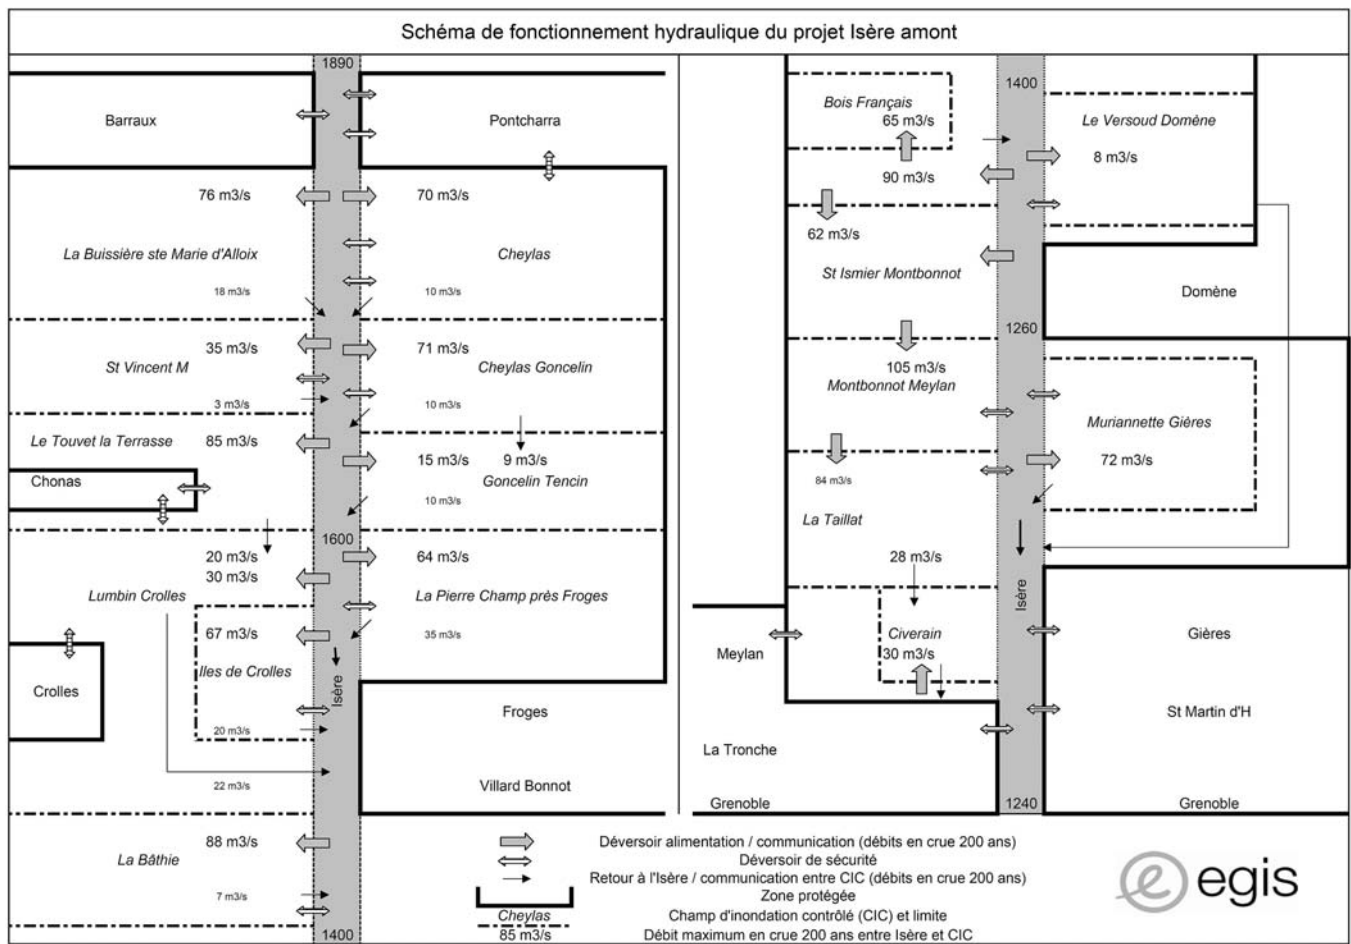 Schéma de fonctionnement hydraulique du projet Isère amont
1890
Barraux
Pontcharra
76 m3/s
70 m3/s
La Buissière ste Marie d'Alloix
Cheylas
18 m3/s
10 m3/s
35 m3/s
71 m3/s
St Vincent M
Cheylas Goncelin
3 m3/s
10 m3/s
Le Touvet la Terrasse
85 m3/s
15 m3/s
9 m3/s
Chonas
Goncelin Tencin
10 m3/s
1600
20 m3/s
64 m3/s
30 m3/s
Lumbin Crolles
La Pierre Champ près Froges
67 m3/s
35 m3/s
Iles de Crolles
Isère
Crolles
Froges
20 m3/s
22 m3/s
Villard Bonnot
88 m3/s
La Bâthie
7 m3/s
1400
Bois Français
65 m3/s
1400
Le Versoud Domène
8 m3/s
90 m3/s
62 m3/s
St Ismier Montbonnot
Domène
1260
105 m3/s
Montbonnot Meylan
Muriannette Gières
72 m3/s
84 m3/s
La Taillat
28 m3/s
Isère
Civerain
30 m3/s
Meylan
Gières
St Martin d'H
La Tronche
Grenoble
1240
Grenoble
Déversoir alimentation / communication (débits en crue 200 ans)
Déversoir de sécurité
Retour à l'Isère / communication entre CIC (débits en crue 200 ans)
Zone protégée
Cheylas
Champ d'inondation contrôlé (CIC) et limite
85 m3/s
Débit maximum en crue 200 ans entre Isère et CIC
egis